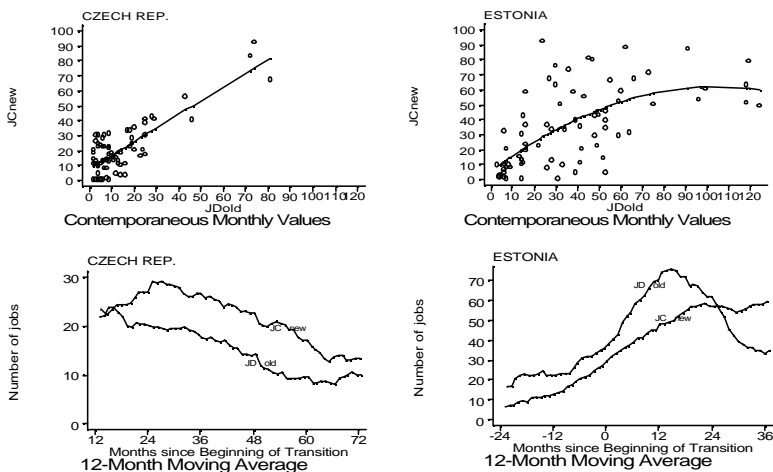 CZECH REP.
100
90
80
70
60
50
40
30
20
10
0
JCnew
0 10 20 30 40 50 60 70 80 90 100110120
JDold
Contemporaneous Monthly Values
ESTONIA
100
90
80
70
60
50
40
30
20
10
0
JCnew
0 10 20 30 40 50 60 70 80 90 100110120
JDold
Contemporaneous Monthly Values
CZECH REP.
30
20
10
0
Number of jobs
JC new
JD old
12 24 36 48 60 72
Months since Beginning of Transition
12-Month Moving Average
ESTONIA
70
60
50
40
30
20
10
0
Number of jobs
JD old
JC new
-24 -12 0 12 24 36
Months since Beginning of Transition
12-Month Moving Average